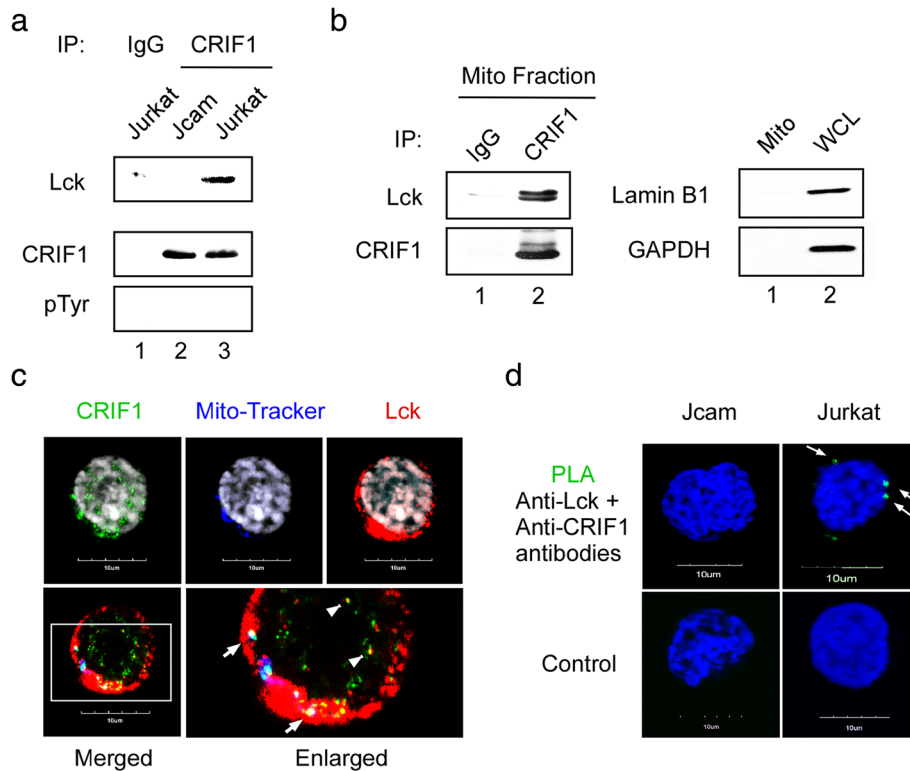 a
IP: IgG CRIF1
Jurkat Jcam Jurkat
Lck
CRIF1
pTyr
1 2 3
b
Mito Fraction
IP: IgG CRIF1
Lck
CRIF1
1 2
Mito WCL
Lamin B1
GAPDH
1 2
c
CRIF1 Mito-Tracker Lck
10um 10um 10um
10um
Merged Enlarged
d
Jcam Jurkat
PLA
Anti-Lck +
Anti-CRIF1
antibodies
10um 10um
Control
10um 10um